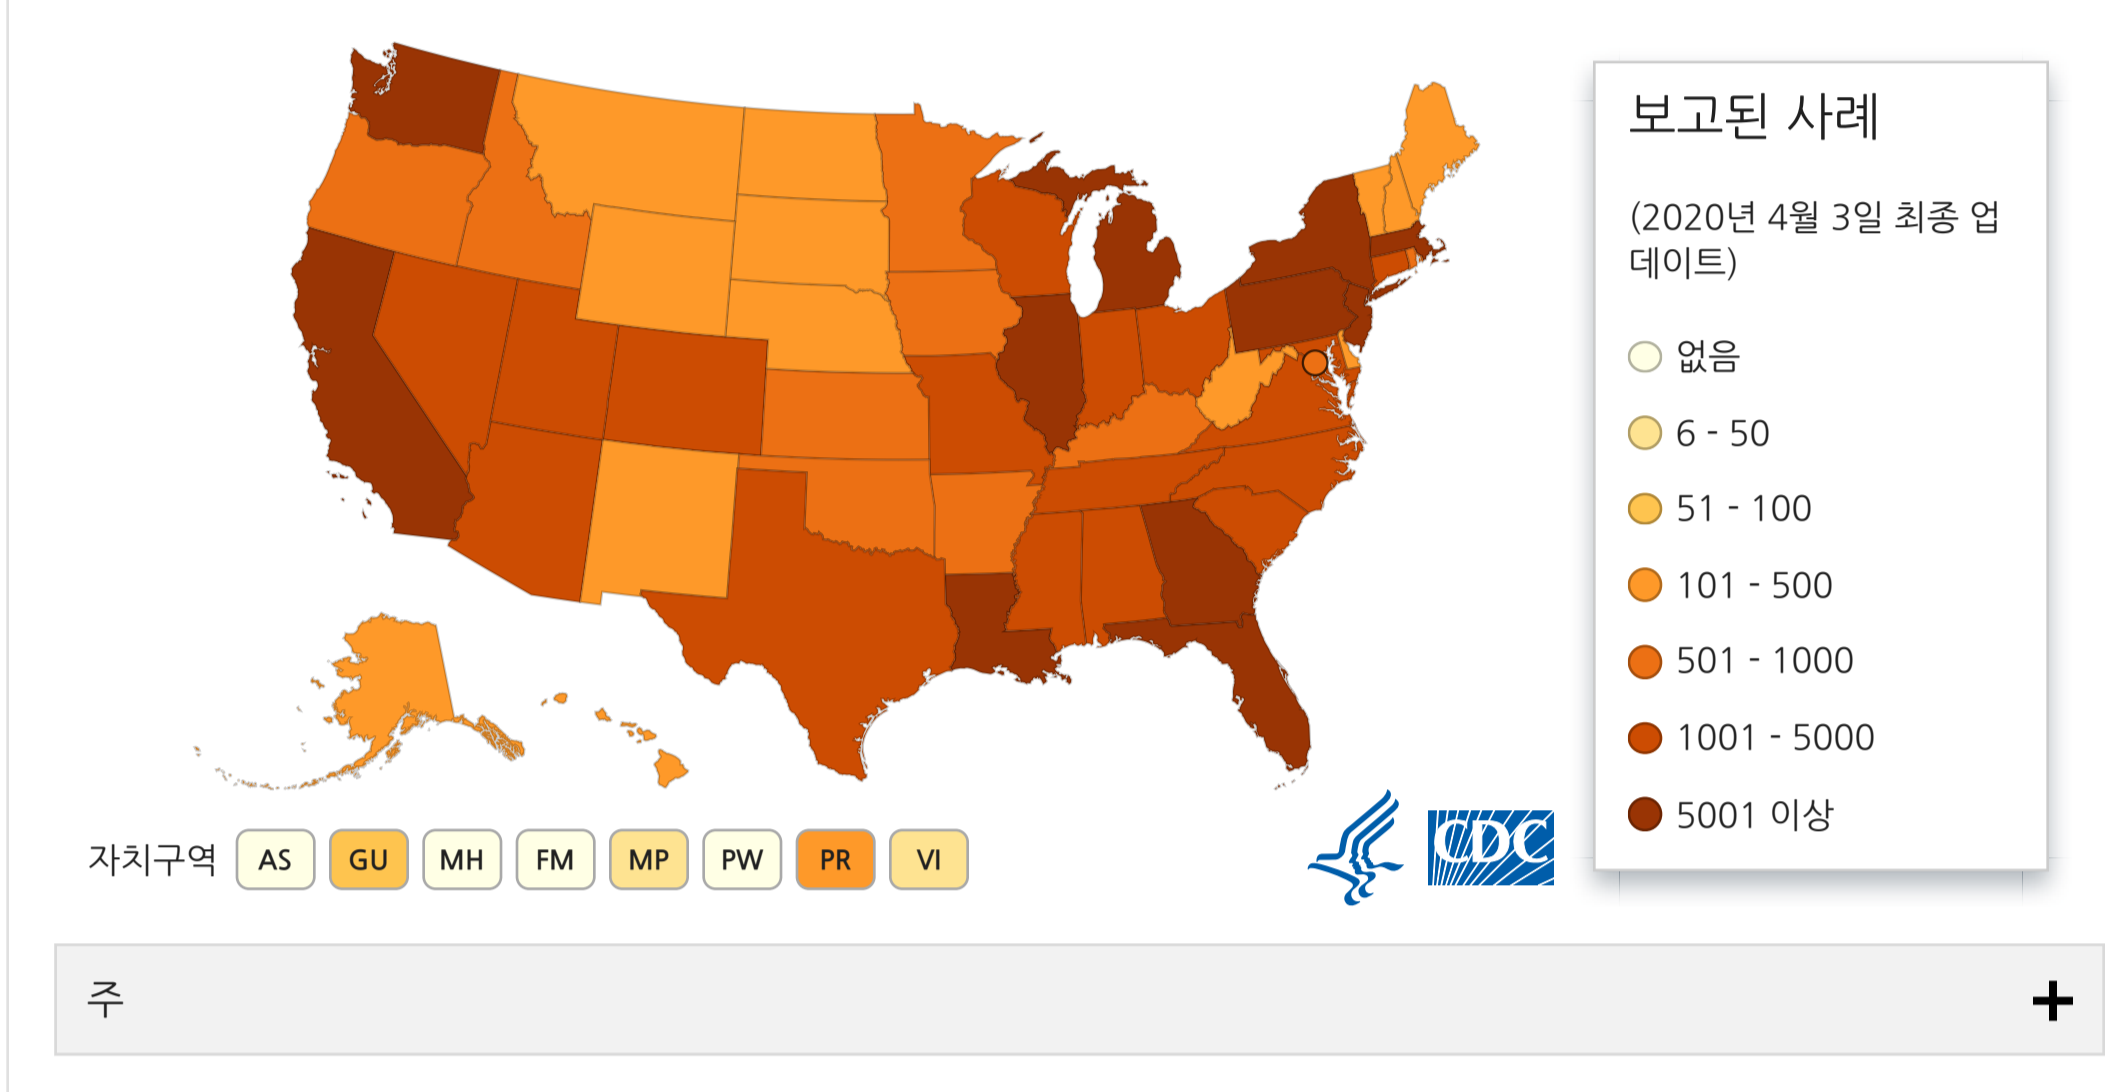 보고된 사례
(2020년 4월 3일 최종 업
데이트)
없음
6 - 50
51 - 100
101 - 500
501 - 1000
1001 - 5000
5001 이상
자치구역 AS GU MH FM MP PW PR VI
CDC
주